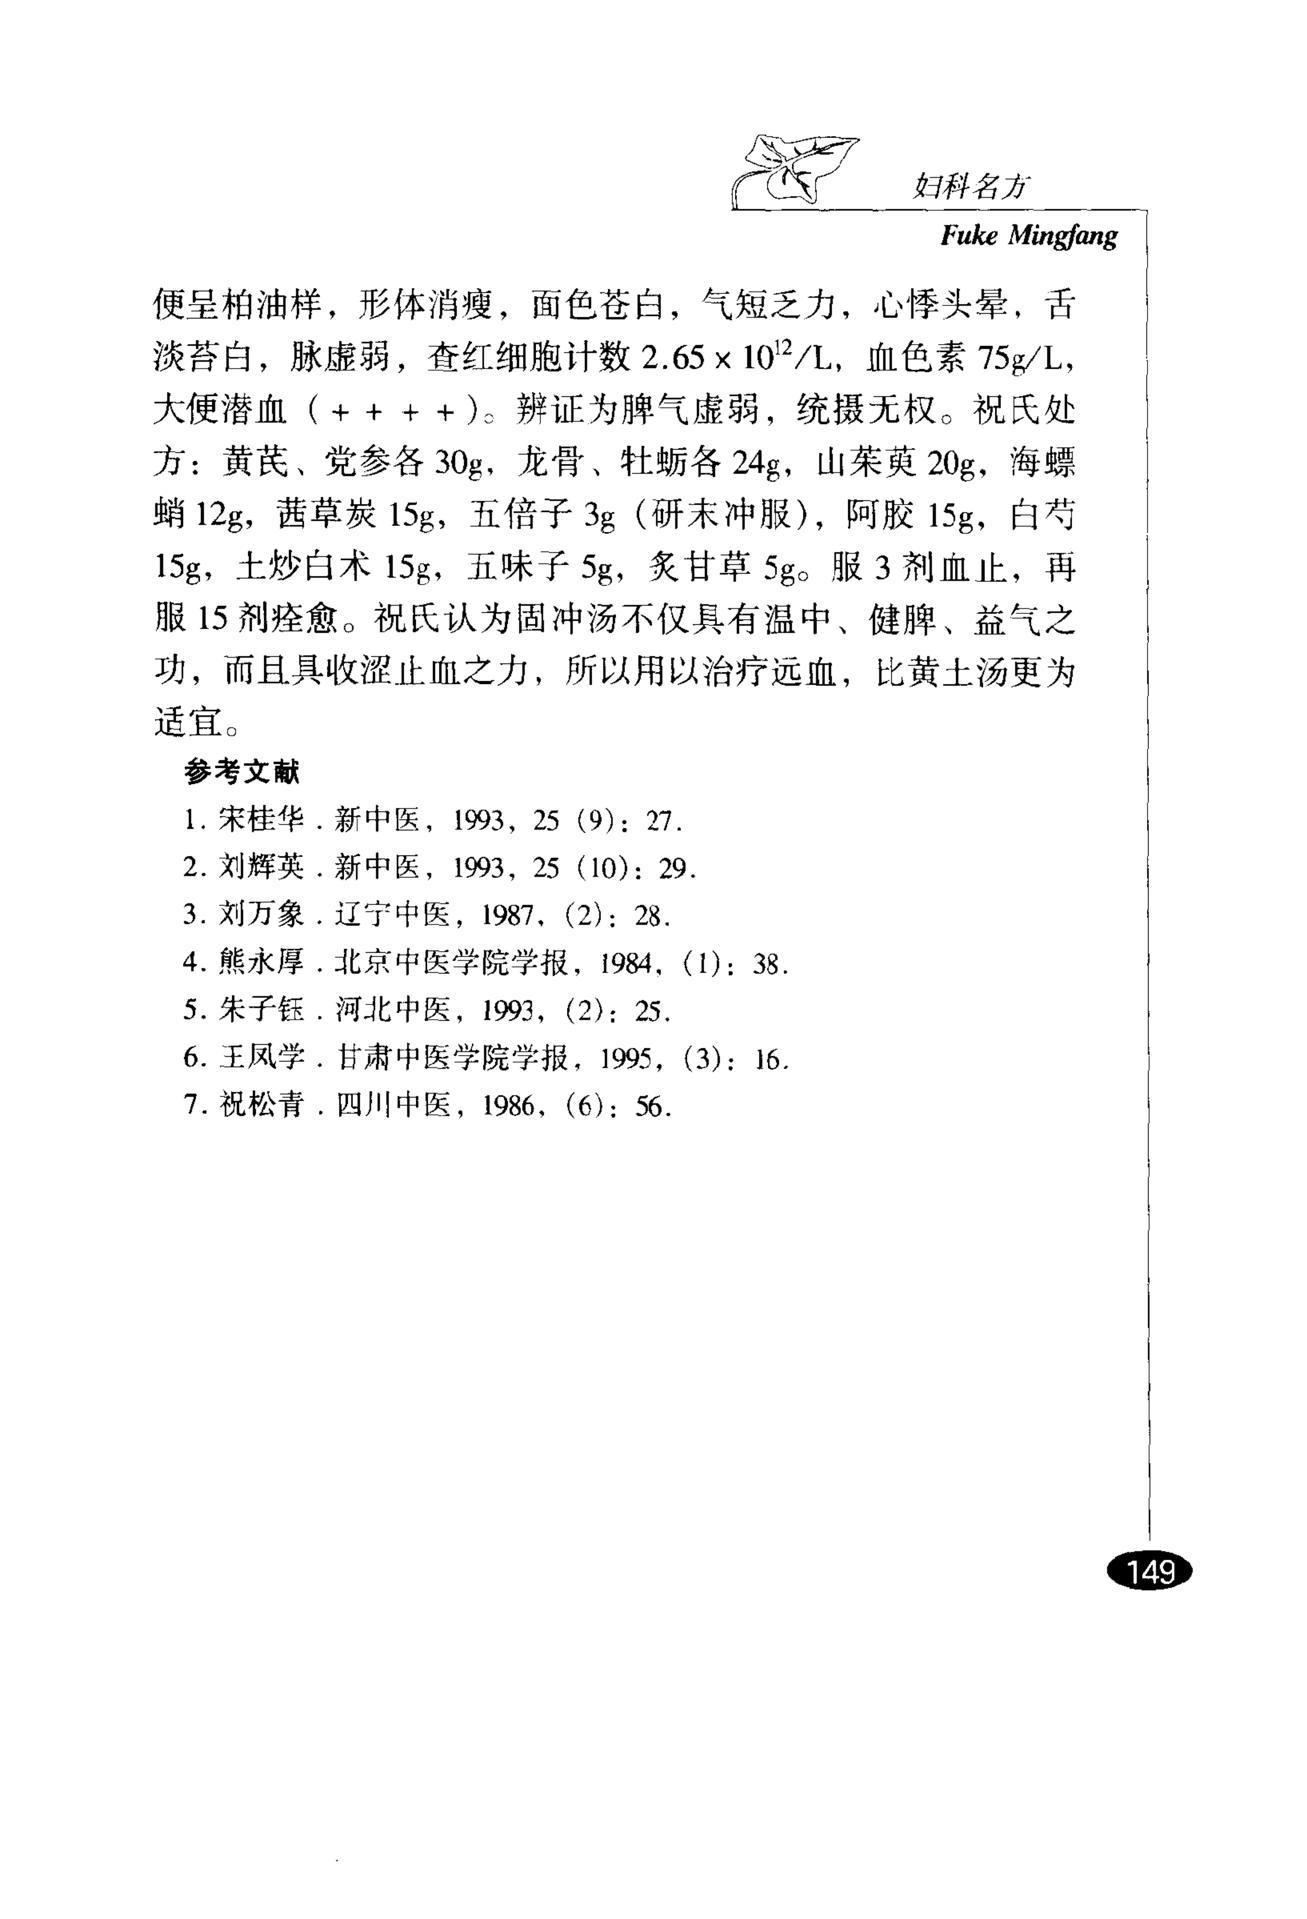 妇科名方
Fuke Mingfang
便呈柏油样，形体消瘦，面色苍白，气短乏力，心悸头晕，舌
淡苔白，脉虚弱，查红细胞计数 2.65 × 10¹²/L，血色素 75g/L，
大便潜血（＋＋＋＋）。辨证为脾气虚弱，统摄无权。祝氏处
方：黄芪、党参各 30g，龙骨、牡蛎各 24g，山茱萸 20g，海螵
蛸 12g，茜草炭 15g，五倍子 3g（研末冲服），阿胶 15g，白芍
15g，土炒白术 15g，五味子 5g，炙甘草 5g。服 3 剂血止，再
服 15 剂痊愈。祝氏认为固冲汤不仅具有温中、健脾、益气之
功，而且具收涩止血之力，所以用以治疗远血，比黄土汤更为
适宜。
参考文献
1. 宋桂华．新中医，1993，25（9）：27.
2. 刘辉英．新中医，1993，25（10）：29.
3. 刘万象．辽宁中医，1987，（2）：28.
4. 熊永厚．北京中医学院学报，1984，（1）：38.
5. 朱子钰．河北中医，1993，（2）：25.
6. 王凤学．甘肃中医学院学报，1995，（3）：16.
7. 祝松青．四川中医，1986，（6）：56.
149